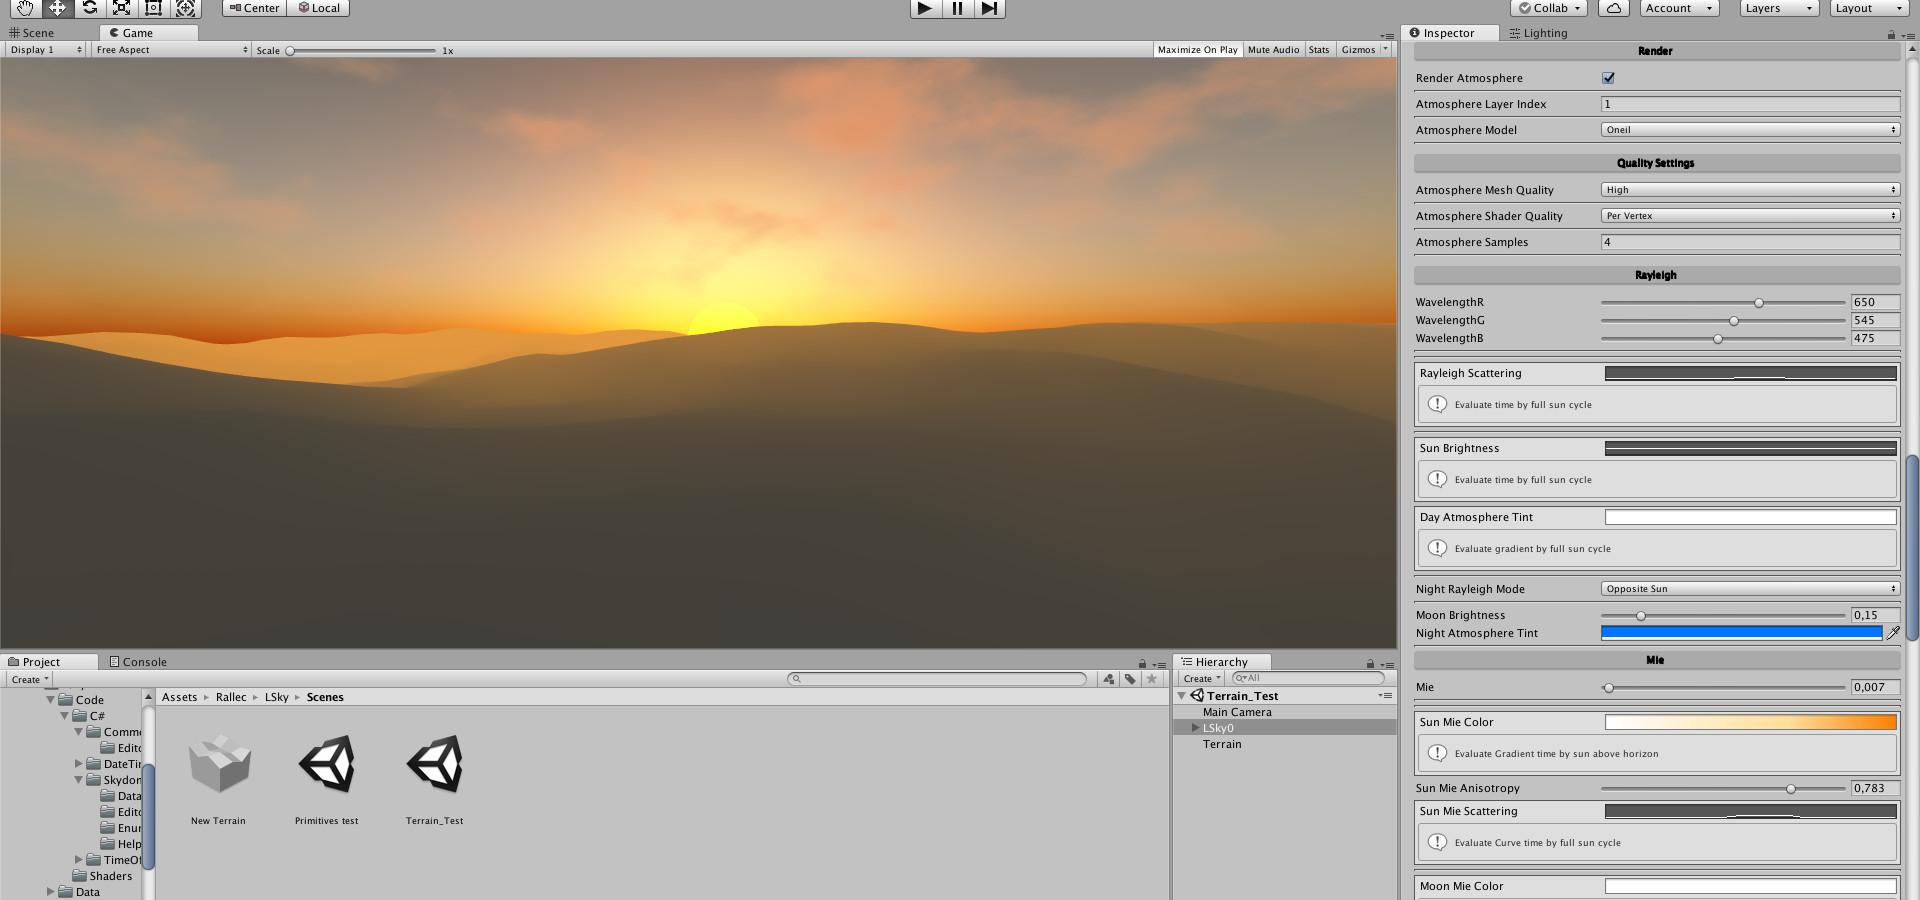 Center Local
Collab Account Layers Layout
Scene Game
Display 1 Free Aspect Scale 1x Maximize On Play Mute Audio Stats Gizmos
Inspector Lighting
Render
Render Atmosphere
Atmosphere Layer Index 1
Atmosphere Model Oneil
Quality Settings
Atmosphere Mesh Quality High
Atmosphere Shader Quality Per Vertex
Atmosphere Samples 4
Rayleigh
WavelengthR 650
WavelengthG 545
WavelengthB 475
Rayleigh Scattering
Evaluate time by full sun cycle
Sun Brightness
Evaluate time by full sun cycle
Day Atmosphere Tint
Evaluate gradient by full sun cycle
Night Rayleigh Mode Opposite Sun
Moon Brightness 0,15
Night Atmosphere Tint
Mie
Mie 0,007
Sun Mie Color
Evaluate Gradient time by sun above horizon
Sun Mie Anisotropy 0,783
Sun Mie Scattering
Evaluate Curve time by full sun cycle
Moon Mie Color
Project Console
Create
Code
C#
Comm
Edito
DateTi
Skydo
Data
Edito
Enu
Help
TimeO
Shaders
Data
Assets Rallec LSky Scenes
New Terrain Primitives test Terrain_Test
Hierarchy
Create All
Terrain_Test
Main Camera
LSky0
Terrain